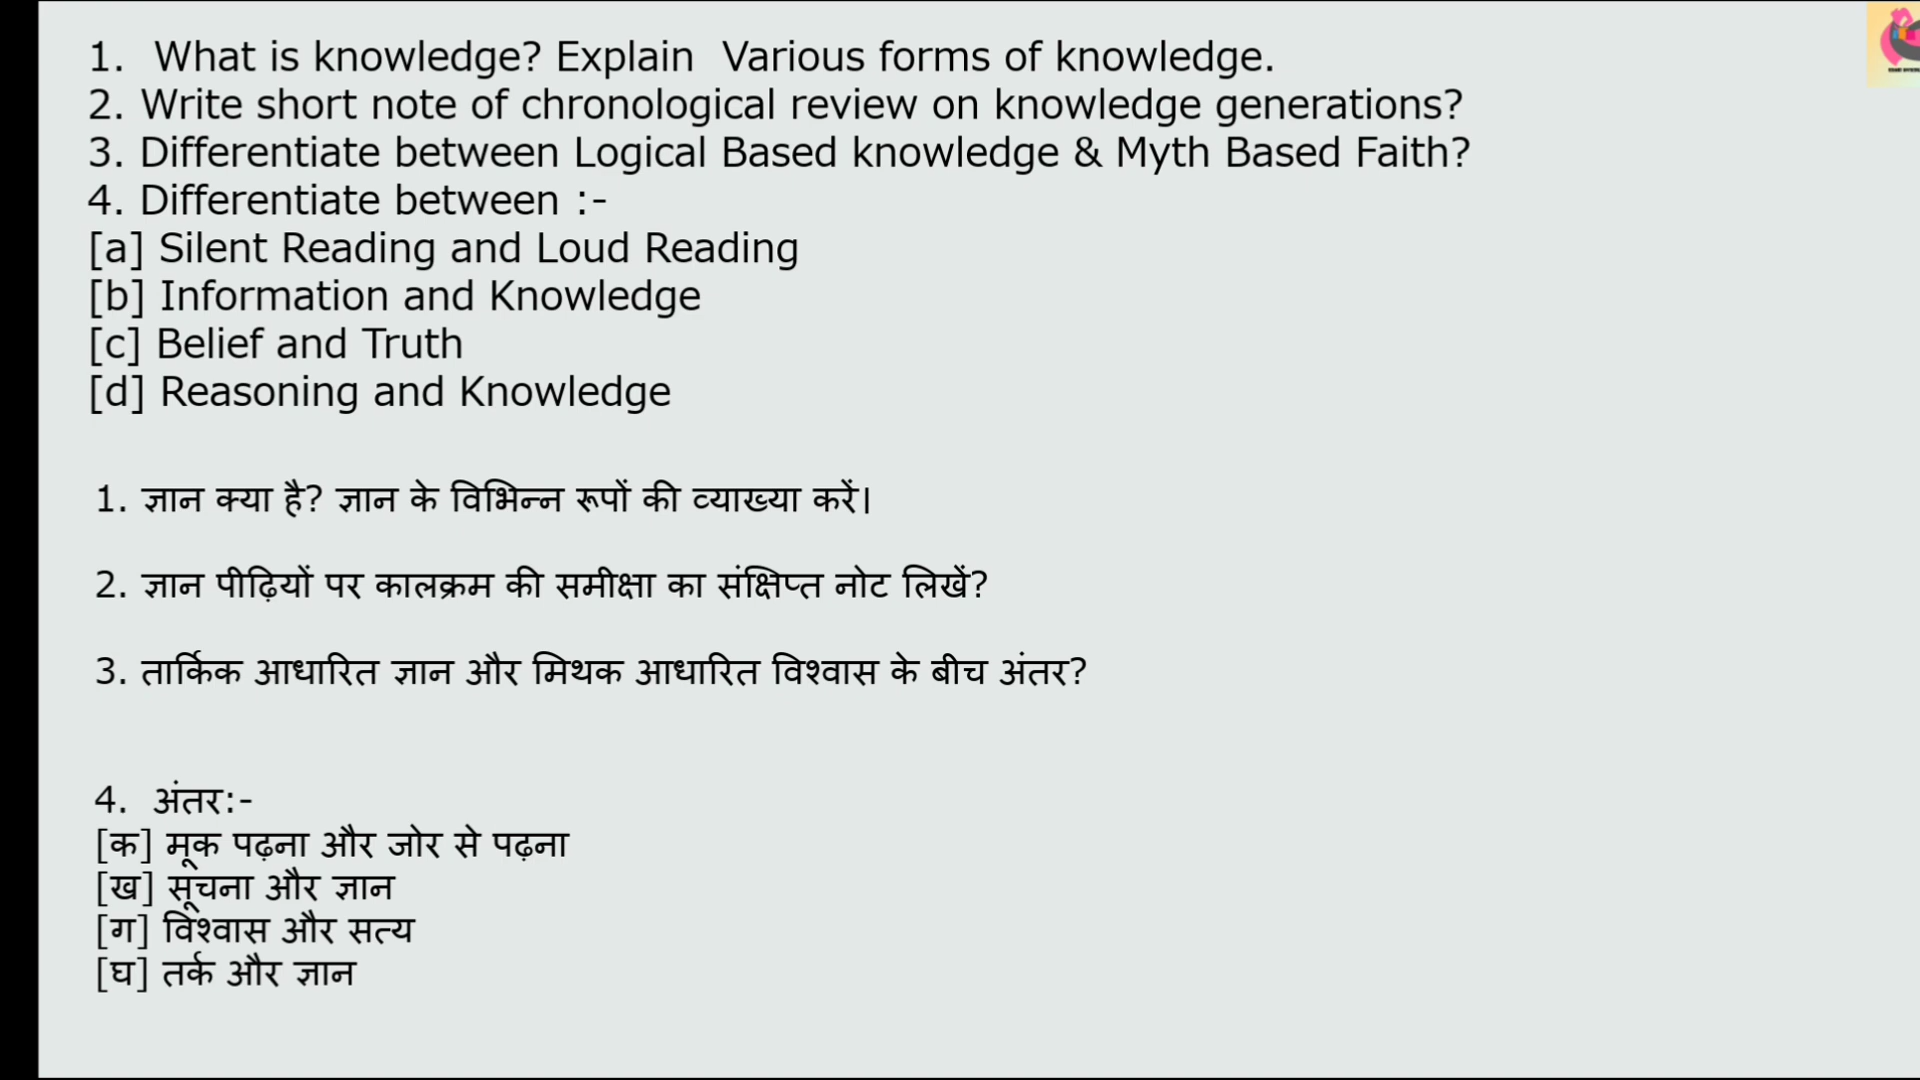 1. What is knowledge? Explain Various forms of knowledge.
2. Write short note of chronological review on knowledge generations?
3. Differentiate between Logical Based knowledge & Myth Based Faith?
4. Differentiate between :-
[a] Silent Reading and Loud Reading
[b] Information and Knowledge
[c] Belief and Truth
[d] Reasoning and Knowledge
1. ज्ञान क्या है? ज्ञान के विभिन्न रूपों की व्याख्या करें।
2. ज्ञान पीढ़ियों पर कालक्रम की समीक्षा का संक्षिप्त नोट लिखें?
3. तार्किक आधारित ज्ञान और मिथक आधारित विश्वास के बीच अंतर?
4. अंतर:-
[क] मूक पढ़ना और जोर से पढ़ना
[ख] सूचना और ज्ञान
[ग] विश्वास और सत्य
[घ] तर्क और ज्ञान